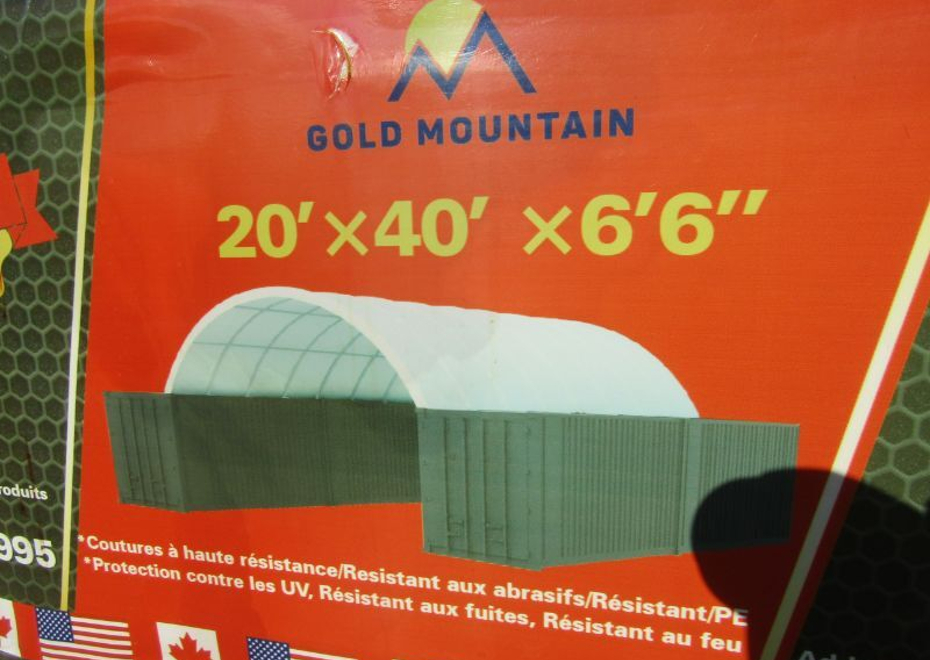 GOLD MOUNTAIN
20'×40' ×6'6"
roduits
995
*Coutures à haute résistance/Resistant aux abrasifs/Résistant/PE
*Protection contre les UV, Résistant aux fuites, Résistant au feu